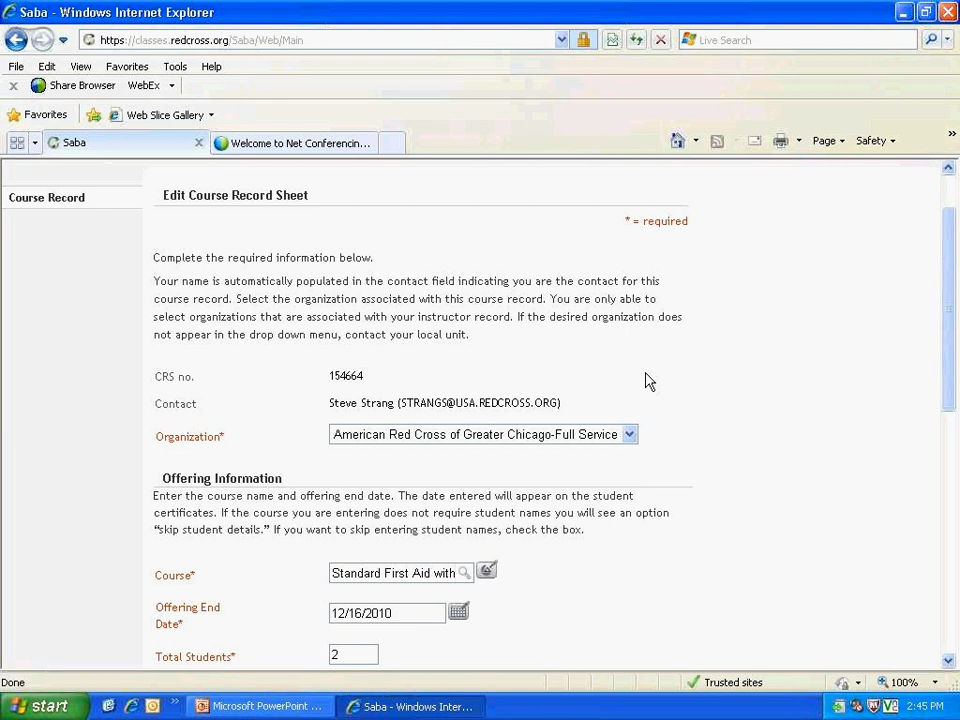 Saba - Windows Internet Explorer
https://classes.redcross.org/Saba/Web/Main
Live Search
File Edit View Favorites Tools Help
x Share Browser WebEx
Favorites Web Slice Gallery
Saba x Welcome to Net Conferencin... Page Safety »
Course Record
Edit Course Record Sheet
* = required
Complete the required information below.
Your name is automatically populated in the contact field indicating you are the contact for this
course record. Select the organization associated with this course record. You are only able to
select organizations that are associated with your instructor record. If the desired organization does
not appear in the drop down menu, contact your local unit.
CRS no. 154664
Contact Steve Strang (STRANGS@USA.REDCROSS.ORG)
Organization* American Red Cross of Greater Chicago-Full Service
Offering Information
Enter the course name and offering end date. The date entered will appear on the student
certificates. If the course you are entering does not require student names you will see an option
“skip student details.” If you want to skip entering student names, check the box.
Course* Standard First Aid with
Offering End
Date* 12/16/2010
Total Students* 2
Done Trusted sites 100%
start » Microsoft PowerPoint ... Saba - Windows Inter... 2:45 PM